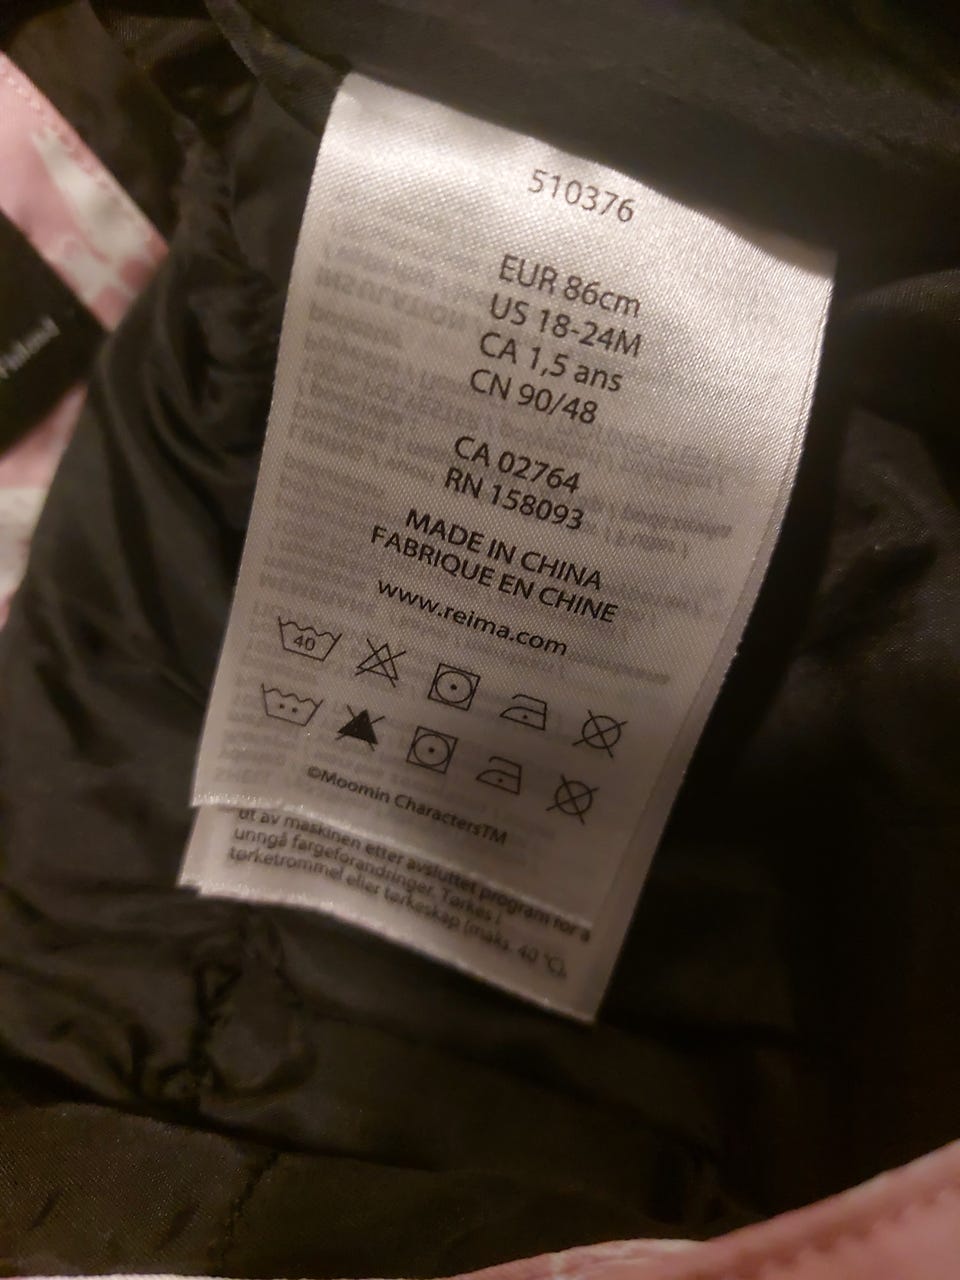 510376
EUR 86cm
US 18-24M
CA 1,5 ans
CN 90/48
CA 02764
RN 158093
MADE IN CHINA
FABRIQUE EN CHINE
www.reima.com
40
©Moomin CharactersTM
ut av maskinen etter avsluttet program for å
unngå fargeforandringer. Tørkes i
tørketrommel eller tørkeskap (maks. 40 °C).